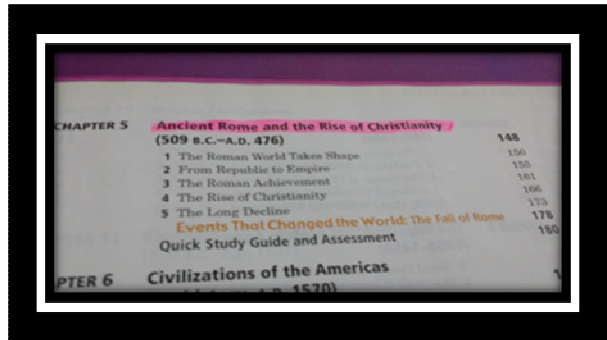 CHAPTER 5 Ancient Rome and the Rise of Christianity
(509 B.C.–A.D. 476) 148
1 The Roman World Takes Shape 150
2 From Republic to Empire 155
3 The Roman Achievement 161
4 The Rise of Christianity 166
5 The Long Decline 173
Events That Changed the World: The Fall of Rome 178
Quick Study Guide and Assessment 180
PTER 6 Civilizations of the Americas 1
A.D. 1570)